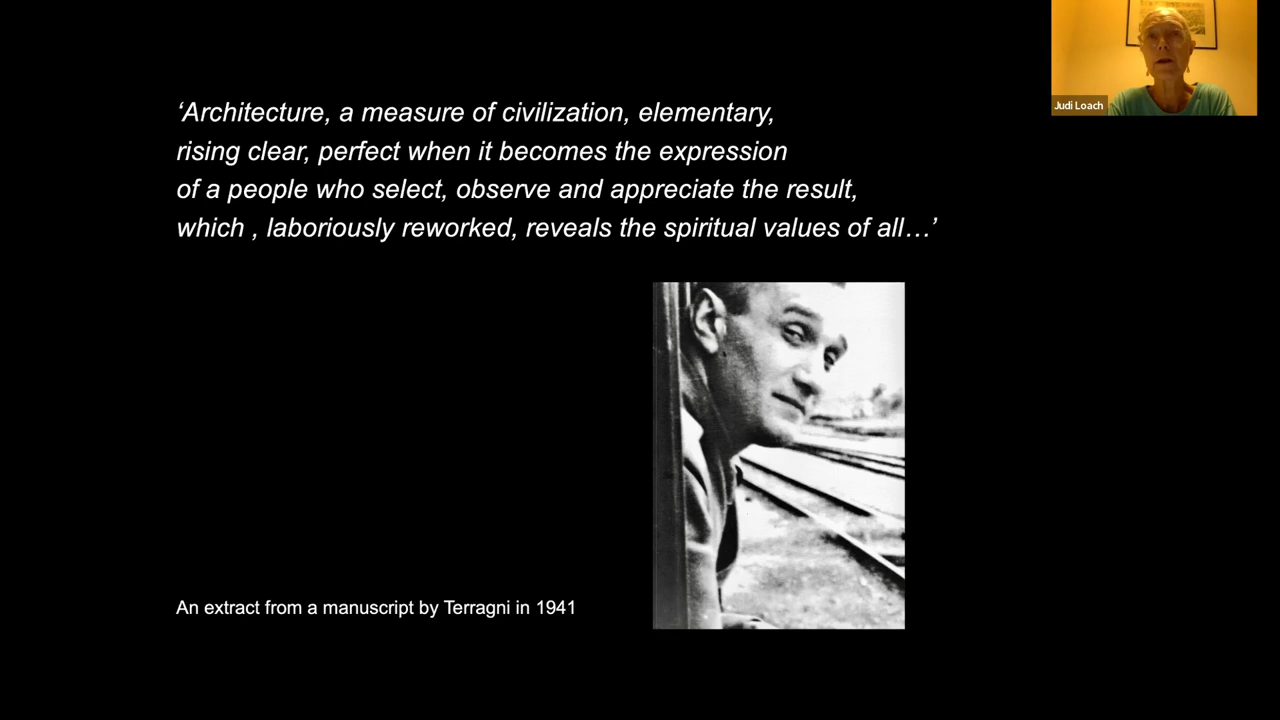 ‘Architecture, a measure of civilization, elementary,
rising clear, perfect when it becomes the expression
of a people who select, observe and appreciate the result,
which , laboriously reworked, reveals the spiritual values of all…’
Judi Loach
An extract from a manuscript by Terragni in 1941